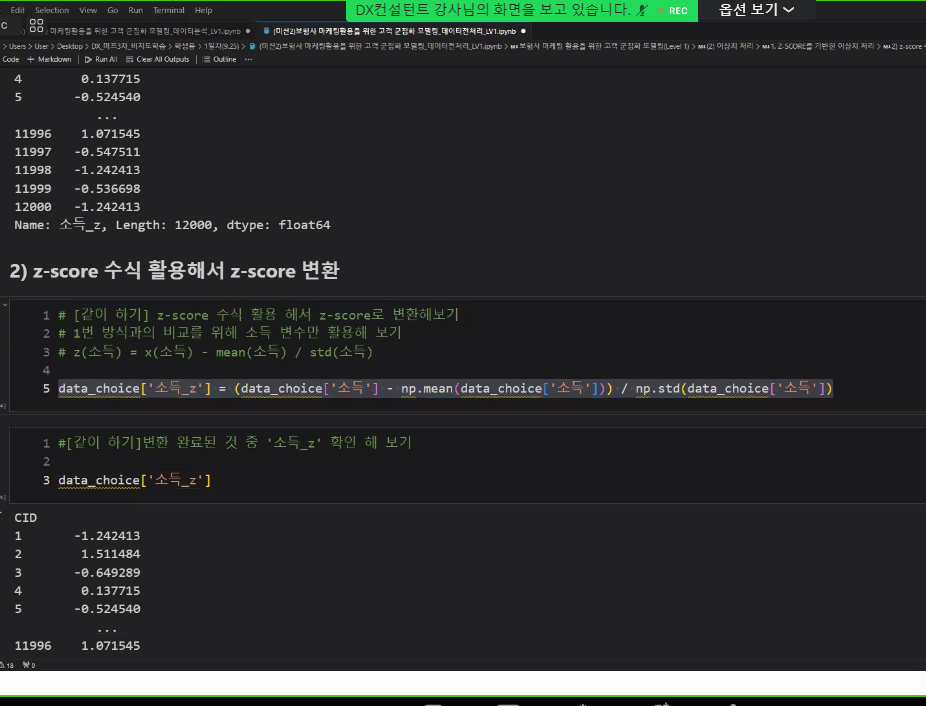 Edit Selection View Go Run Terminal Help
DX컨설턴트 강사님의 화면을 보고 있습니다. REC 옵션 보기
마케팅활용을 위한 고객 군집화 모델링_데이터분석_LV1.ipynb
(미션2)보험사 마케팅활용을 위한 고객 군집화 모델링_데이터전처리_LV1.ipynb
> Users > User > Desktop > DX_미프3차_비지도학습 > 곽생용 > 1일차(9.25) > (미션2)보험사 마케팅활용을 위한 고객 군집화 모델링_데이터전처리_LV1.ipynb > M↓보험사 마케팅 활용을 위한 고객 군집화 모델링(Level 1) > M↓(2) 이상치 처리 > M↓1. Z-SCORE를 기반한 이상치 처리 > M↓2) z-score
Code + Markdown Run All Clear All Outputs Outline ...
4 0.137715
5 -0.524540
...
11996 1.071545
11997 -0.547511
11998 -1.242413
11999 -0.536698
12000 -1.242413
Name: 소득_z, Length: 12000, dtype: float64
2) z-score 수식 활용해서 z-score 변환
1 # [같이 하기] z-score 수식 활용 해서 z-score로 변환해보기
2 # 1번 방식과의 비교를 위해 소득 변수만 활용해 보기
3 # z(소득) = x(소득) - mean(소득) / std(소득)
4
5 data_choice['소득_z'] = (data_choice['소득'] - np.mean(data_choice['소득'])) / np.std(data_choice['소득'])
1 #[같이 하기]변환 완료된 것 중 '소득_z' 확인 해 보기
2
3 data_choice['소득_z']
CID
1 -1.242413
2 1.511484
3 -0.649289
4 0.137715
5 -0.524540
...
11996 1.071545
18 0